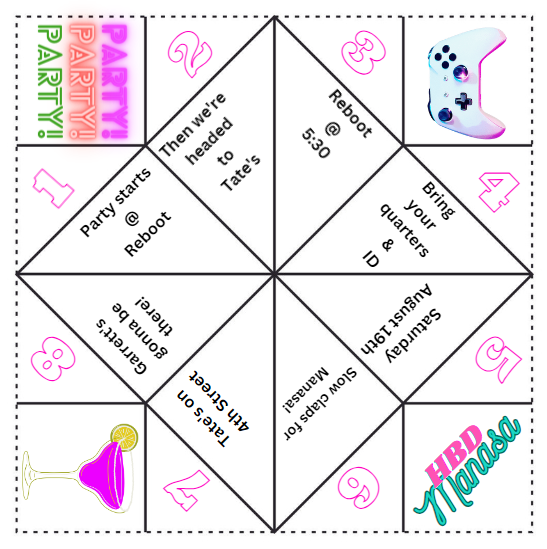 PARTY!
PARTY!
PARTY!
1
Party starts
@
Reboot
2
Then we're
headed
to
Tate's
3
Reboot
@
5:30
4
Bring
your
quarters
&
ID
5
Saturday
August 19th
6
Slow claps for
Manasa!
7
Tate's on
4th Street
8
Garrett's
gonna be
there!
HBD
Manasa